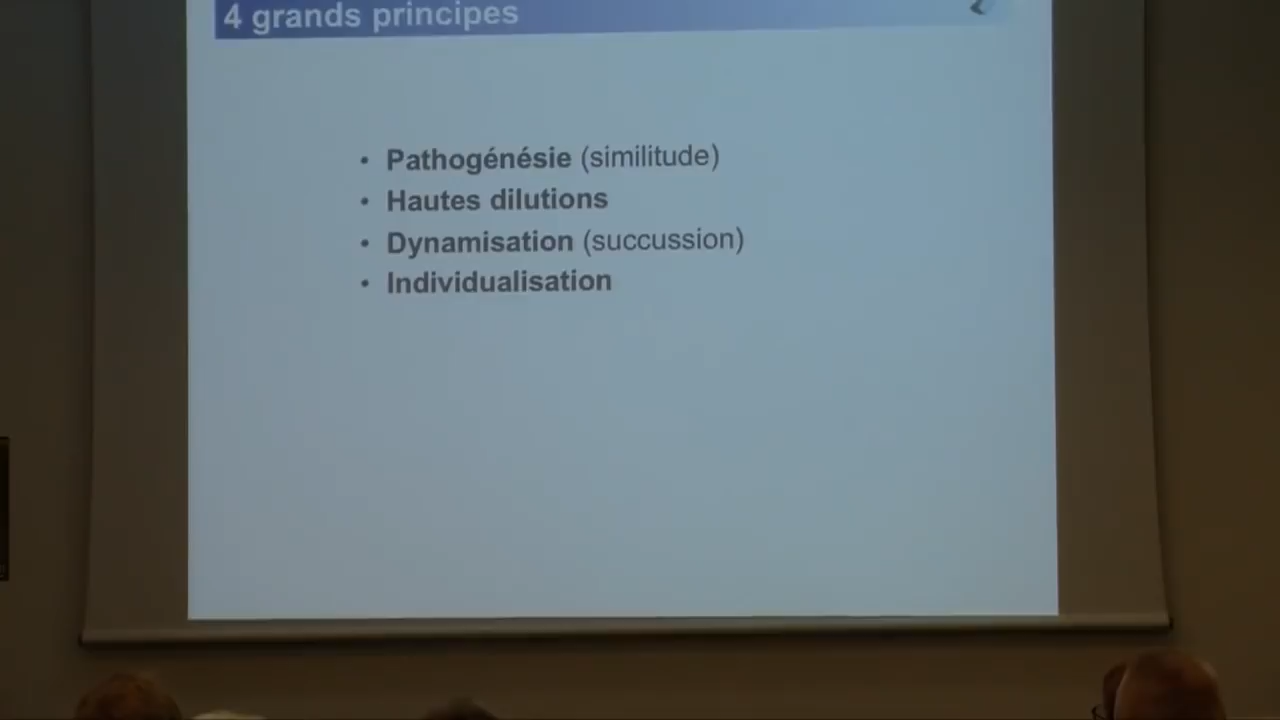 4 grands principes
• Pathogénésie (similitude)
• Hautes dilutions
• Dynamisation (succussion)
• Individualisation